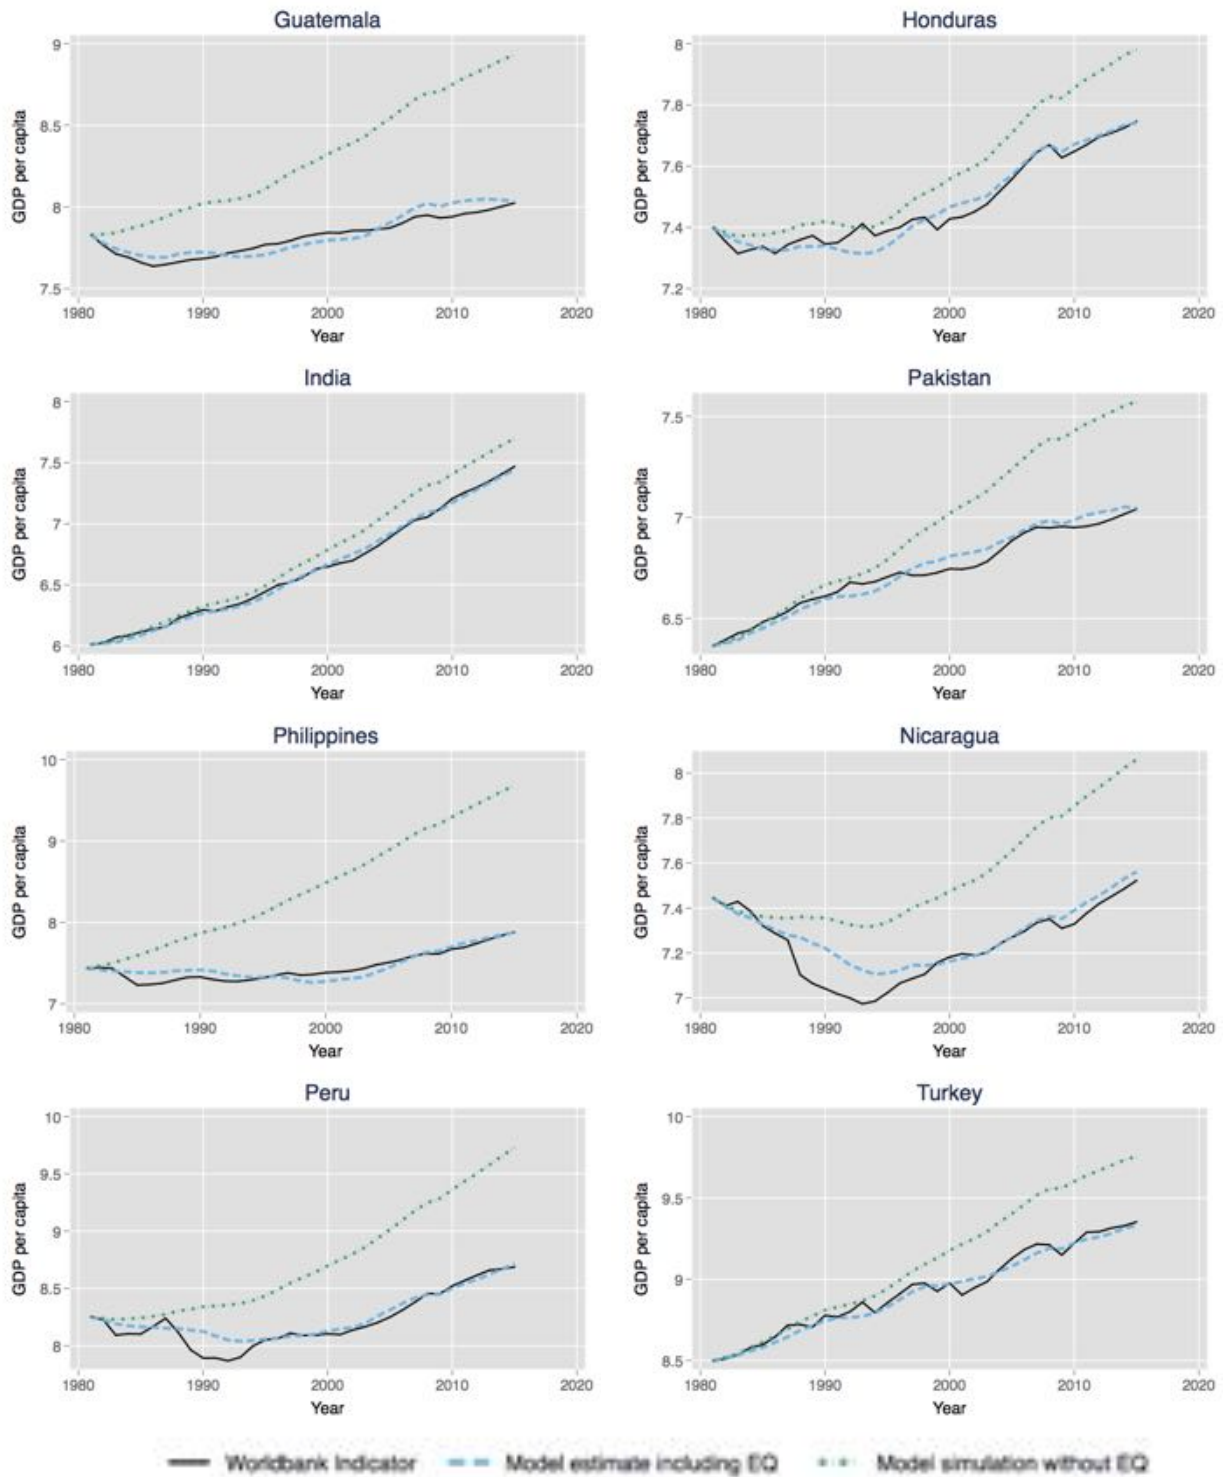 Guatemala
GDP per capita
9
8.5
8
7.5
1980 1990 2000 2010 2020
Year
Honduras
GDP per capita
8
7.8
7.6
7.4
7.2
1980 1990 2000 2010 2020
Year
India
GDP per capita
8
7.5
7
6.5
6
1980 1990 2000 2010 2020
Year
Pakistan
GDP per capita
7.5
7
6.5
1980 1990 2000 2010 2020
Year
Philippines
GDP per capita
10
9
8
7
1980 1990 2000 2010 2020
Year
Nicaragua
GDP per capita
8
7.8
7.6
7.4
7.2
7
1980 1990 2000 2010 2020
Year
Peru
GDP per capita
10
9.5
9
8.5
8
1980 1990 2000 2010 2020
Year
Turkey
GDP per capita
10
9.5
9
8.5
1980 1990 2000 2010 2020
Year
Worldbank Indicator Model estimate including EQ Model simulation without EQ